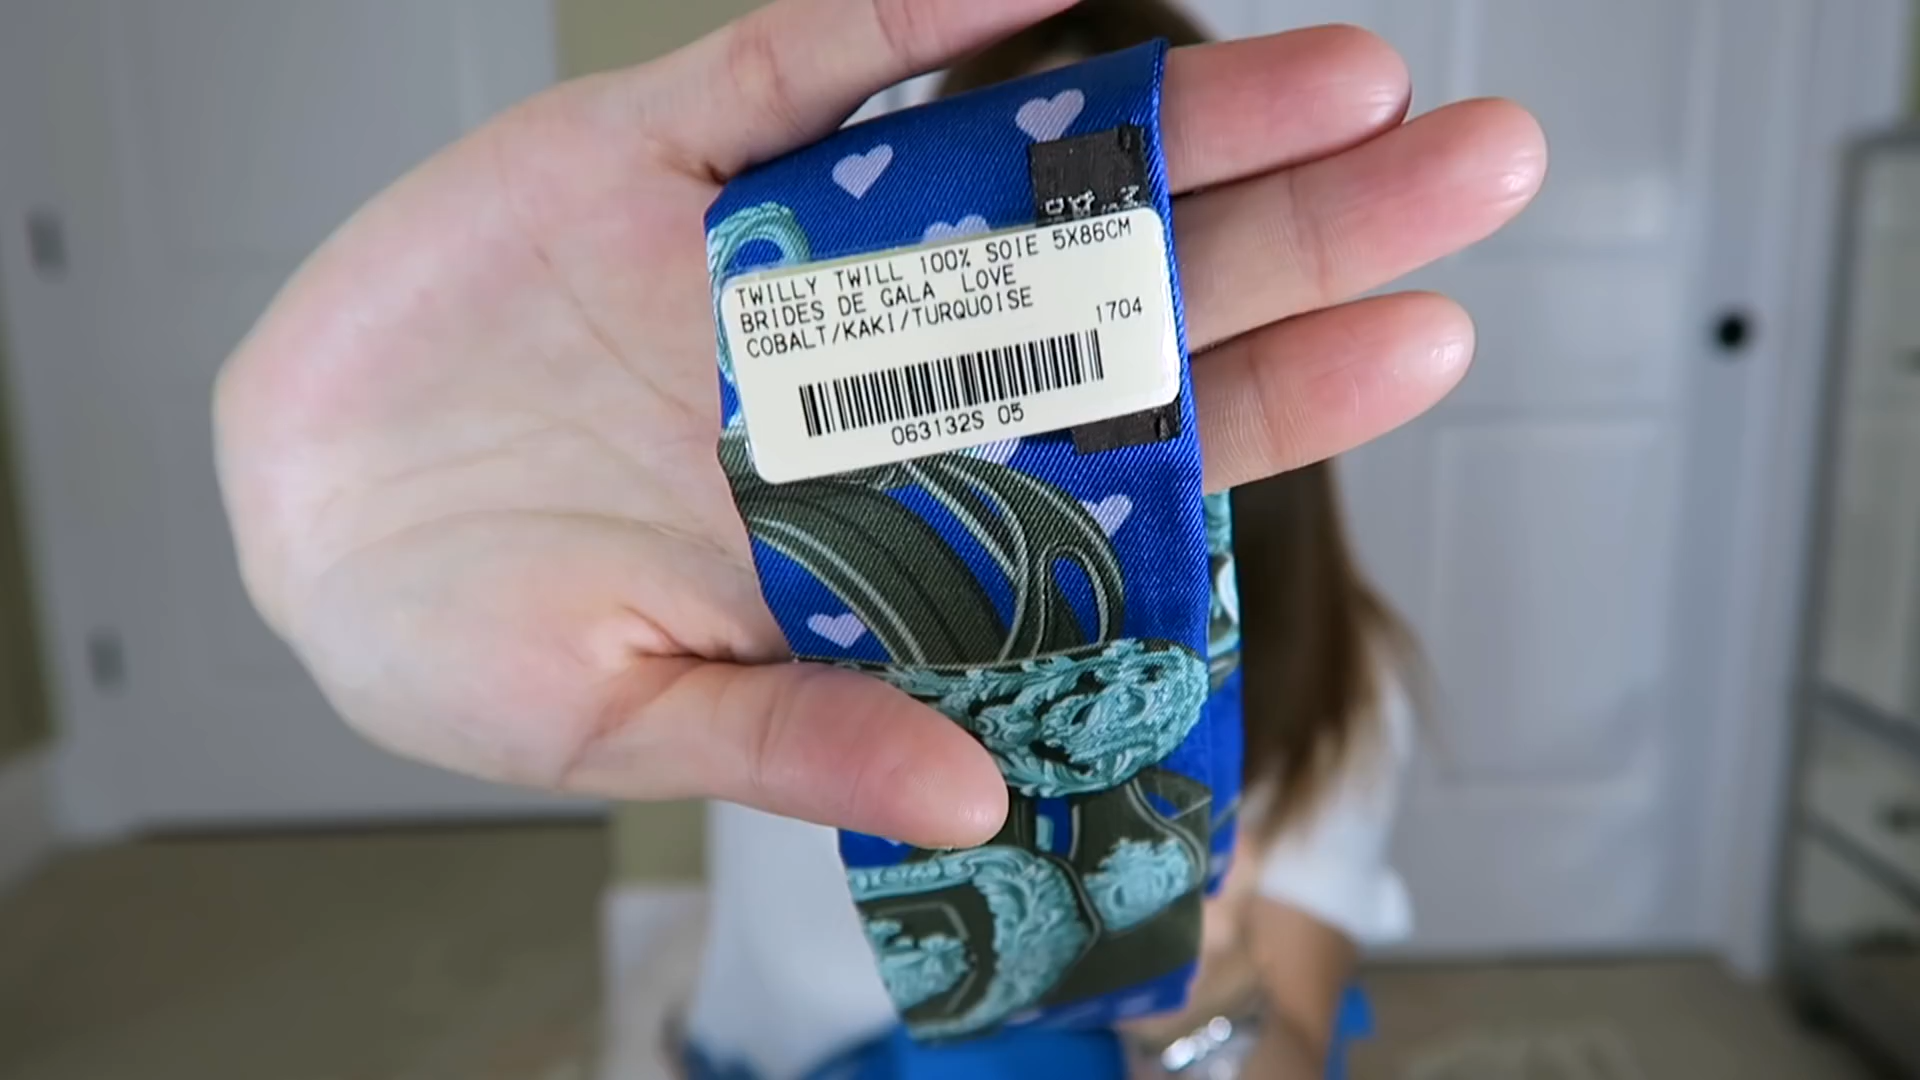 TWILLY TWILL 100% SOIE 5X86CM
BRIDES DE GALA LOVE
COBALT/KAKI/TURQUOISE
1704
063132S 05